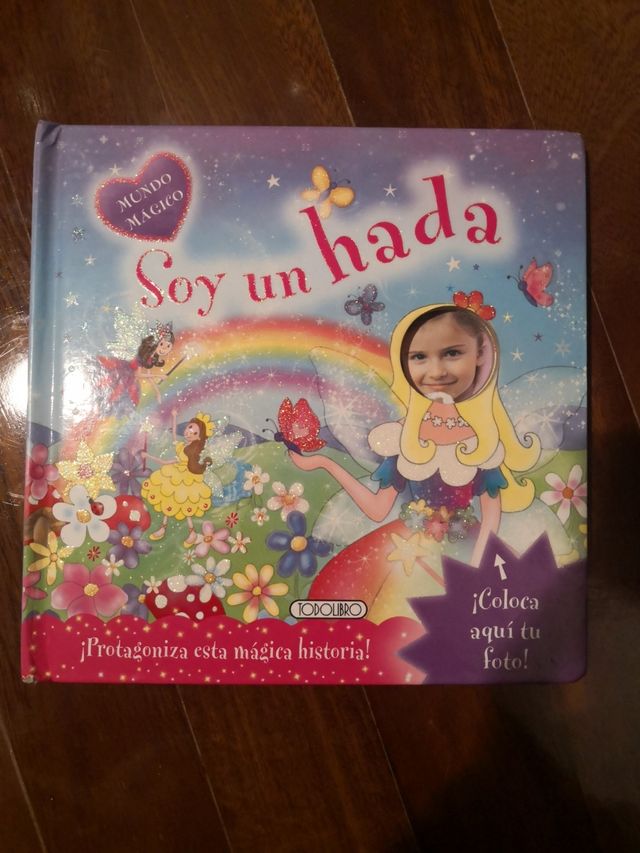 MUNDO
MÁGICO
Soy un hada
TODOLIBRO
¡Protagoniza esta mágica historia!
¡Coloca
aquí tu
foto!